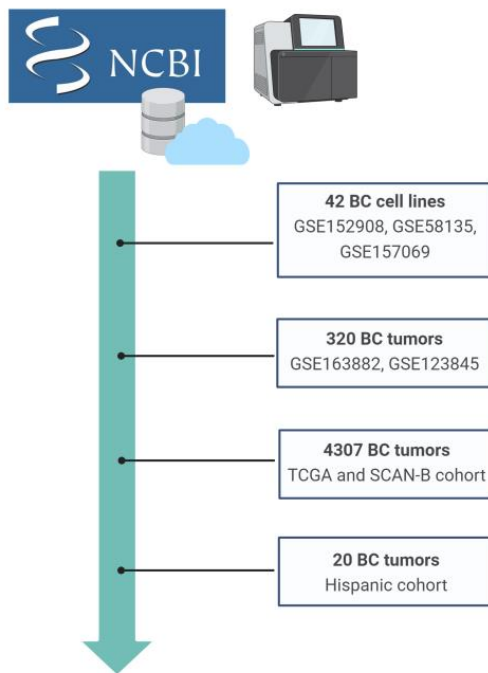 NCBI
42 BC cell lines
GSE152908, GSE58135,
GSE157069
320 BC tumors
GSE163882, GSE123845
4307 BC tumors
TCGA and SCAN-B cohort
20 BC tumors
Hispanic cohort